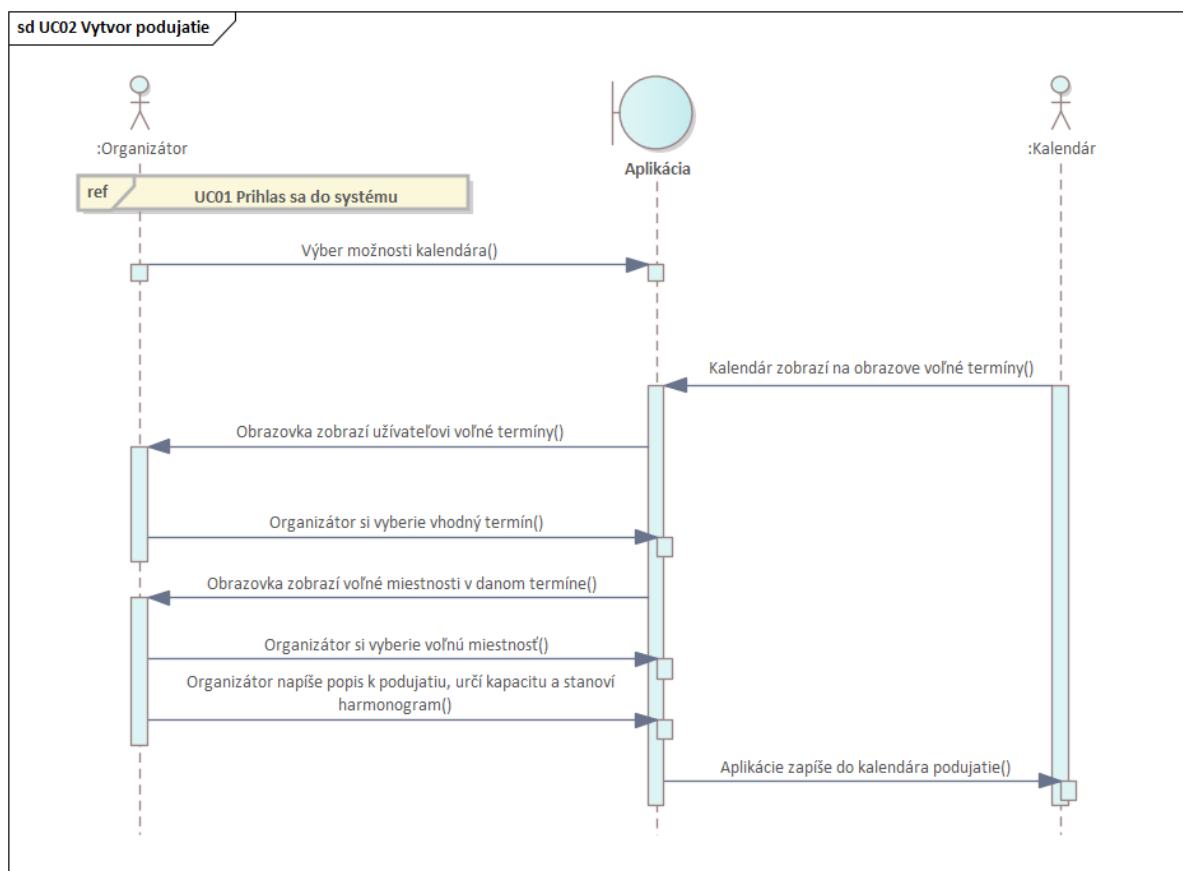 sd UC02 Vytvor podujatie
:Organizátor
Aplikácia
:Kalendár
ref
UC01 Prihlas sa do systému
Výber možnosti kalendára()
Kalendár zobrazí na obrazove voľné termíny()
Obrazovka zobrazí užívateľovi voľné termíny()
Organizátor si vyberie vhodný termín()
Obrazovka zobrazí voľné miestnosti v danom termíne()
Organizátor si vyberie voľnú miestnosť()
Organizátor napíše popis k podujatiu, určí kapacitu a stanoví
harmonogram()
Aplikácie zapíše do kalendára podujatie()